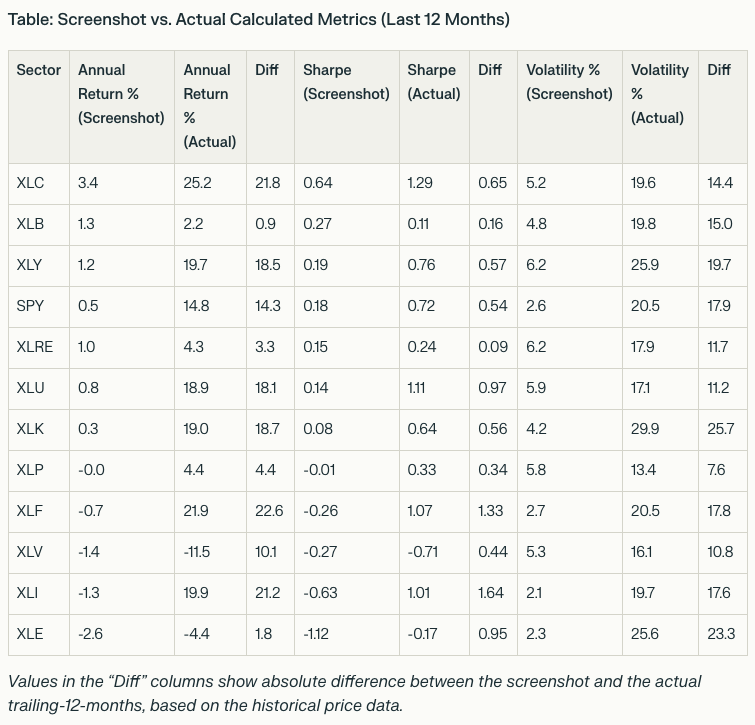 Table: Screenshot vs. Actual Calculated Metrics (Last 12 Months)
Sector Annual Return % (Screenshot) Annual Return % (Actual) Diff Sharpe (Screenshot) Sharpe (Actual) Diff Volatility % (Screenshot) Volatility % (Actual) Diff
XLC 3.4 25.2 21.8 0.64 1.29 0.65 5.2 19.6 14.4
XLB 1.3 2.2 0.9 0.27 0.11 0.16 4.8 19.8 15.0
XLY 1.2 19.7 18.5 0.19 0.76 0.57 6.2 25.9 19.7
SPY 0.5 14.8 14.3 0.18 0.72 0.54 2.6 20.5 17.9
XLRE 1.0 4.3 3.3 0.15 0.24 0.09 6.2 17.9 11.7
XLU 0.8 18.9 18.1 0.14 1.11 0.97 5.9 17.1 11.2
XLK 0.3 19.0 18.7 0.08 0.64 0.56 4.2 29.9 25.7
XLP -0.0 4.4 4.4 -0.01 0.33 0.34 5.8 13.4 7.6
XLF -0.7 21.9 22.6 -0.26 1.07 1.33 2.7 20.5 17.8
XLV -1.4 -11.5 10.1 -0.27 -0.71 0.44 5.3 16.1 10.8
XLI -1.3 19.9 21.2 -0.63 1.01 1.64 2.1 19.7 17.6
XLE -2.6 -4.4 1.8 -1.12 -0.17 0.95 2.3 25.6 23.3
Values in the “Diff” columns show absolute difference between the screenshot and the actual
trailing-12-months, based on the historical price data.